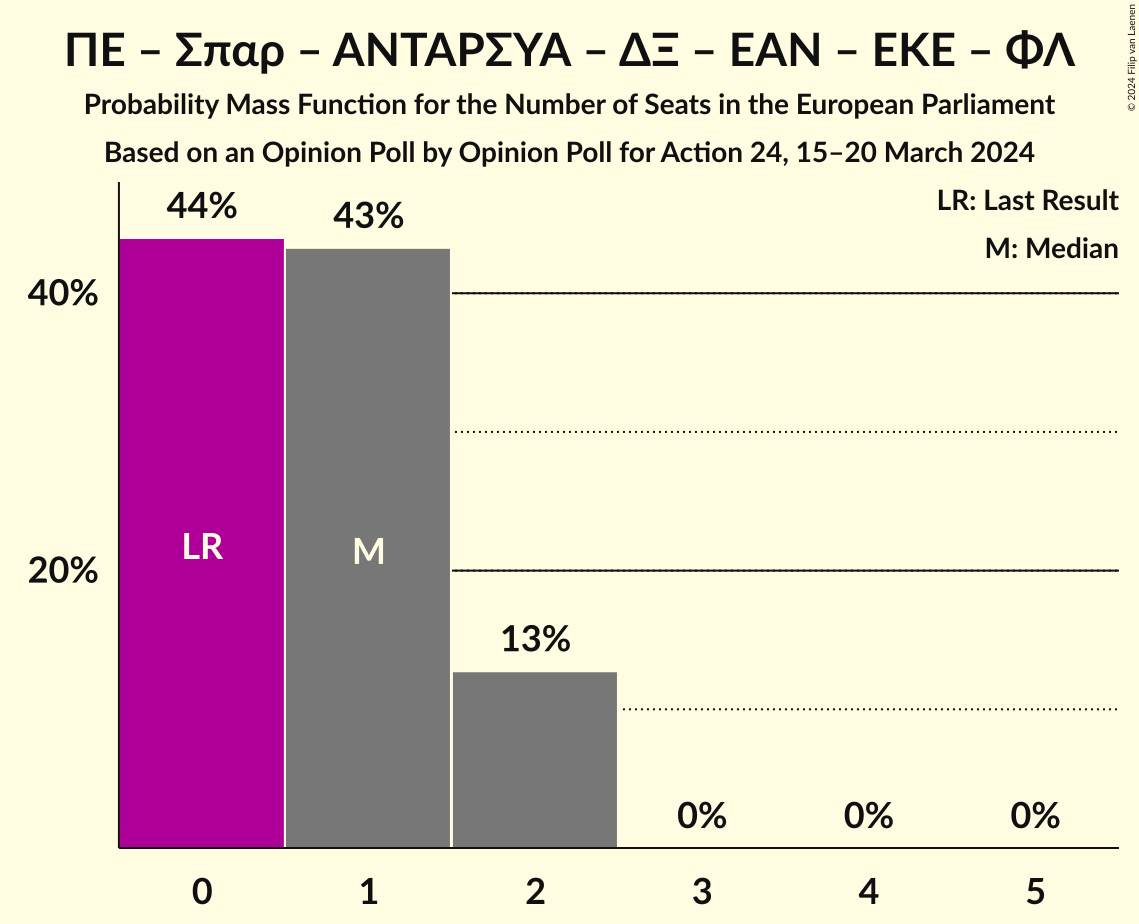 ΠΕ – Σπαρ – ΑΝΤΑΡΣΥΑ – ΔΞ – ΕΑΝ – ΕΚΕ – ΦΛ
Probability Mass Function for the Number of Seats in the European Parliament
Based on an Opinion Poll by Opinion Poll for Action 24, 15–20 March 2024
© 2024 Filip van Laenen
LR: Last Result
M: Median
44%
43%
40%
LR
M
20%
13%
0%
0%
0%
0
1
2
3
4
5